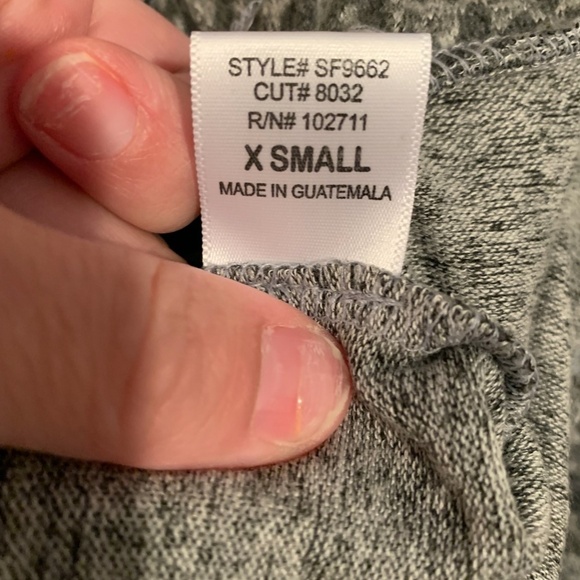 STYLE# SF9662
CUT# 8032
R/N# 102711
X SMALL
MADE IN GUATEMALA